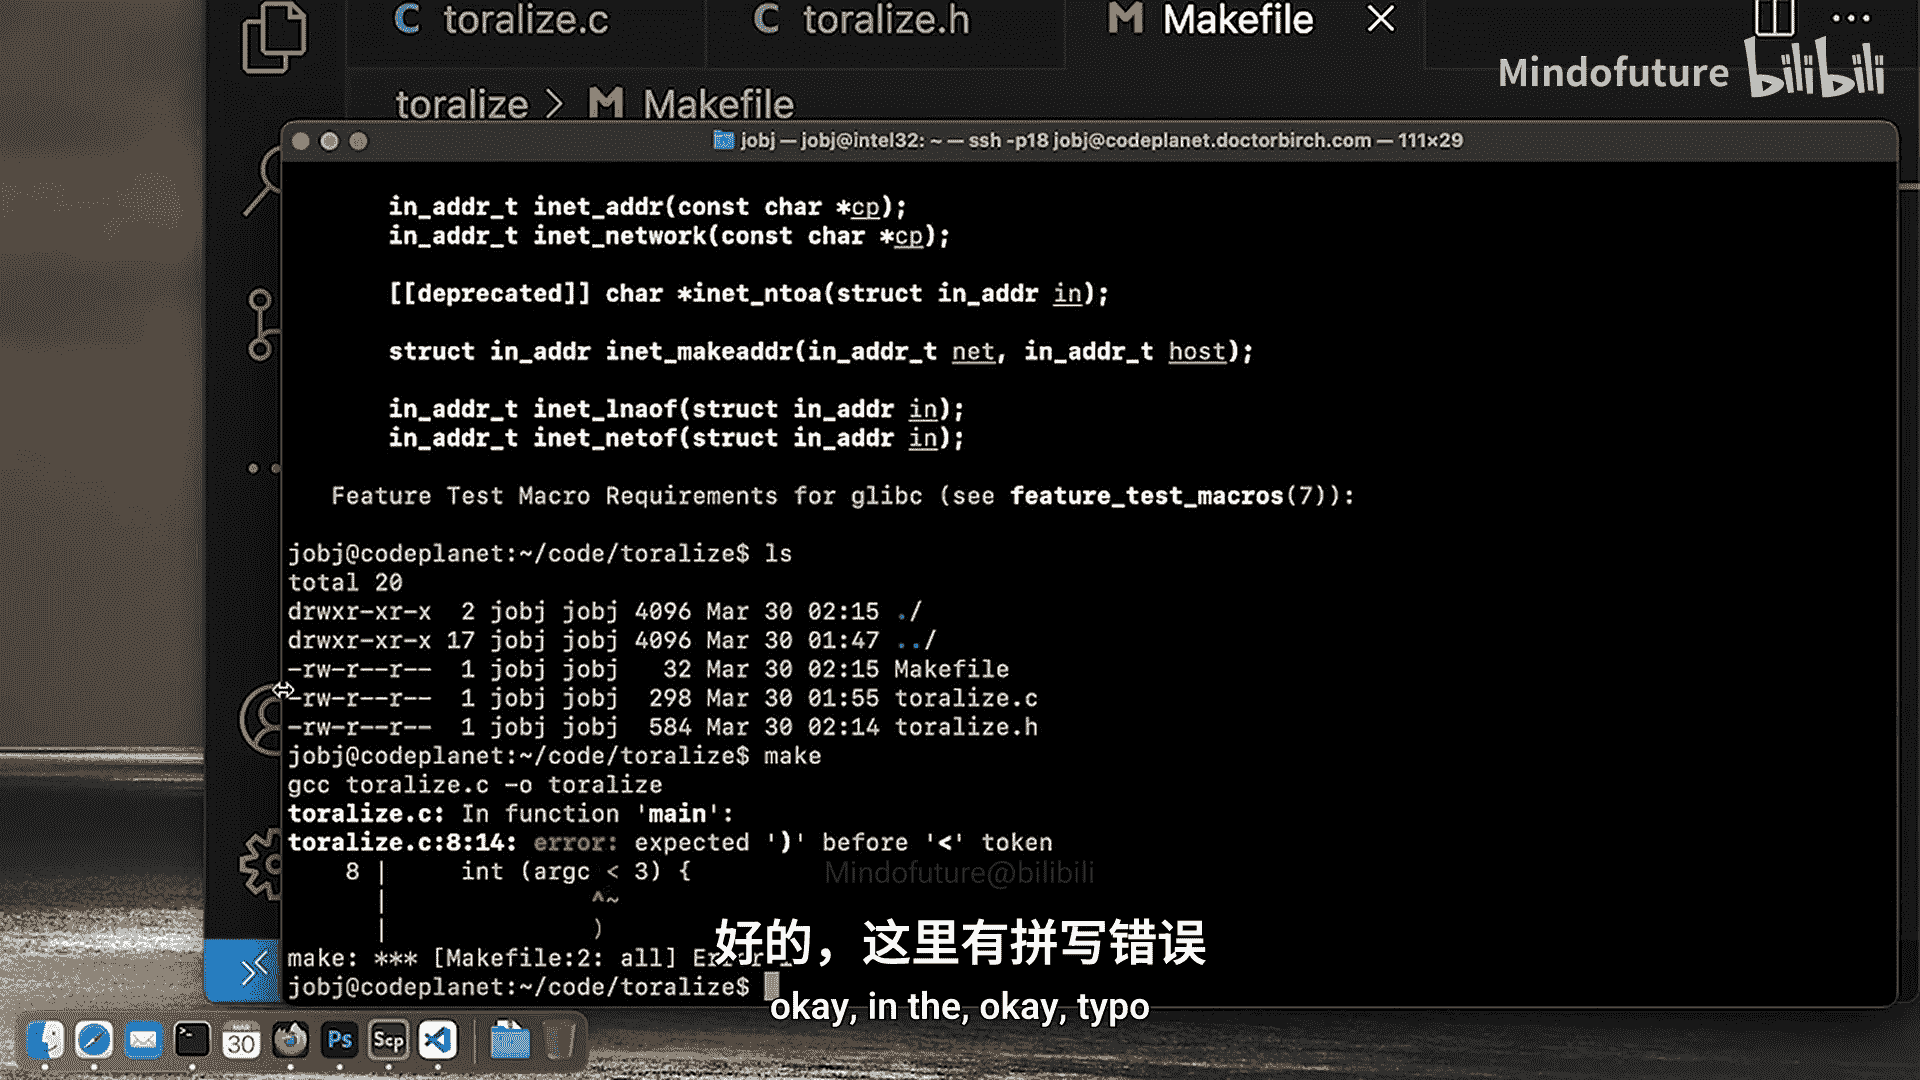 toralize.c
toralize.h
Makefile
Mindofuture bilibili
toralize > Makefile
jobj — jobj@intel32: ~ — ssh -p18 jobj@codeplanet.doctorbirch.com — 111×29
in_addr_t inet_addr(const char *cp);
in_addr_t inet_network(const char *cp);
[[deprecated]] char *inet_ntoa(struct in_addr in);
struct in_addr inet_makeaddr(in_addr_t net, in_addr_t host);
in_addr_t inet_lnaof(struct in_addr in);
in_addr_t inet_netof(struct in_addr in);
Feature Test Macro Requirements for glibc (see feature_test_macros(7)):
jobj@codeplanet:~/code/toralize$ ls
total 20
drwxr-xr-x  2 jobj jobj 4096 Mar 30 02:15 ./
drwxr-xr-x 17 jobj jobj 4096 Mar 30 01:47 ../
-rw-r--r--  1 jobj jobj   32 Mar 30 02:15 Makefile
-rw-r--r--  1 jobj jobj  298 Mar 30 01:55 toralize.c
-rw-r--r--  1 jobj jobj  584 Mar 30 02:14 toralize.h
jobj@codeplanet:~/code/toralize$ make
gcc toralize.c -o toralize
toralize.c: In function 'main':
toralize.c:8:14: error: expected ')' before '<' token
8 |     int (argc < 3) {
|              ^~
|              )
Mindofuture@bilibili
make: *** [Makefile:2: all]
jobj@codeplanet:~/code/toralize$
好的，这里有拼写错误
okay, in the, okay, typo
MAR
30
Ps
Scp